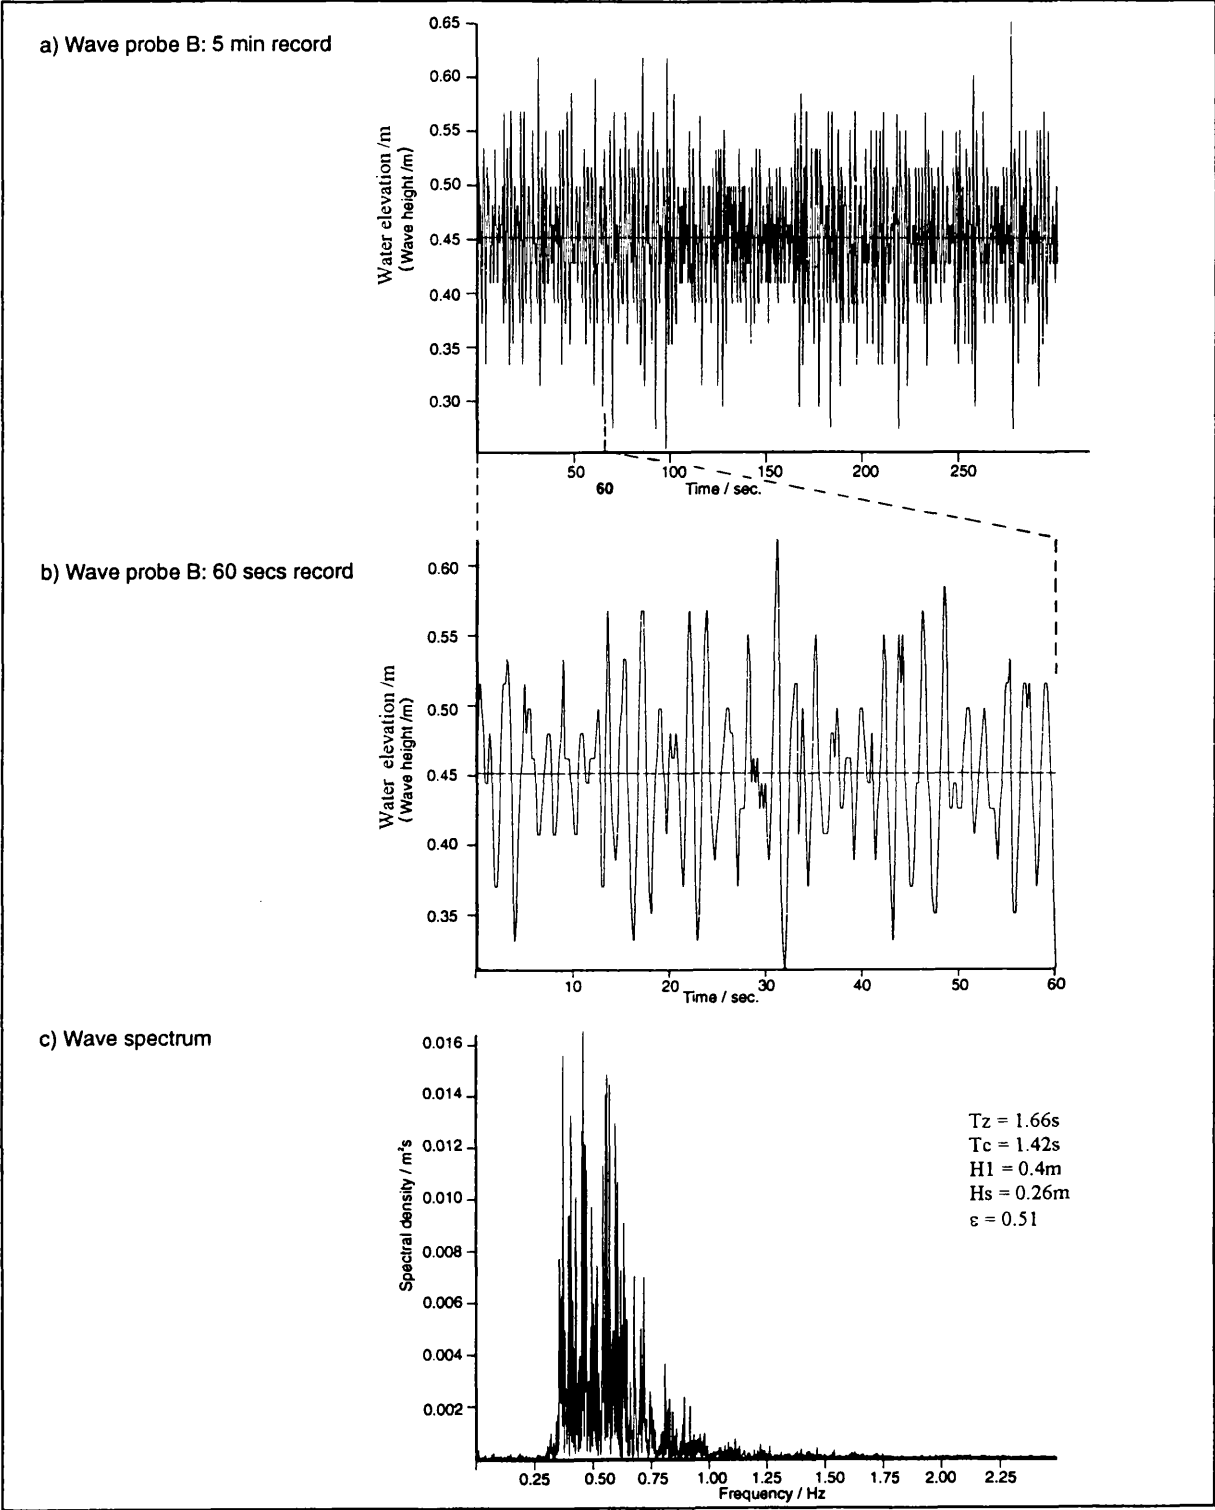 a) Wave probe B: 5 min record
Water elevation /m
(Wave height /m)
0.65
0.60
0.55
0.50
0.45
0.40
0.35
0.30
50
100
150
200
250
60
Time / sec.
b) Wave probe B: 60 secs record
Water elevation /m
(Wave height /m)
0.60
0.55
0.50
0.45
0.40
0.35
10
20
30
40
50
60
Time / sec.
c) Wave spectrum
Spectral density / m²s
0.016
0.014
0.012
0.010
0.008
0.006
0.004
0.002
Tz = 1.66s
Tc = 1.42s
H1 = 0.4m
Hs = 0.26m
ε = 0.51
0.25
0.50
0.75
1.00
1.25
1.50
1.75
2.00
2.25
Frequency / Hz